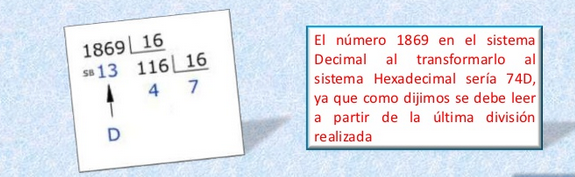 1869 16
SB 13 116 16
4 7
D
El número 1869 en el sistema
Decimal al transformarlo al
sistema Hexadecimal sería 74D,
ya que como dijimos se debe leer
a partir de la última división
realizada